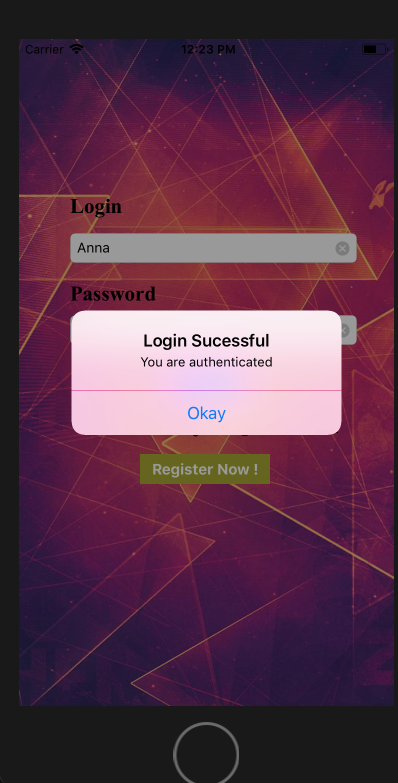 Carrier 12:23 PM
Login
Anna
Password
Login Sucessful
You are authenticated
Okay
Register Now !